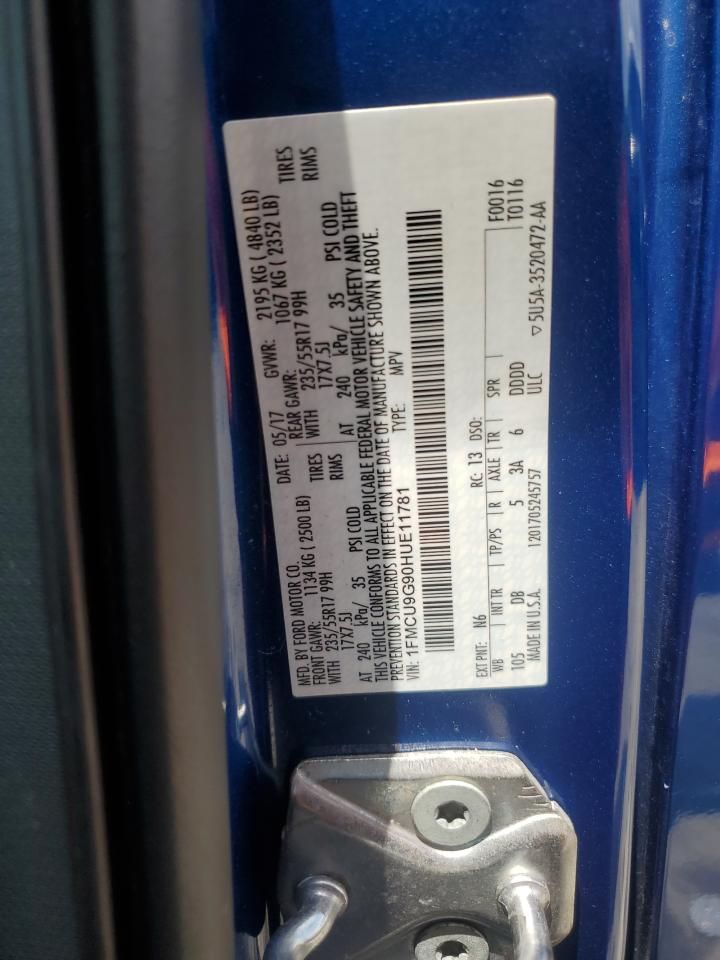 MFD. BY FORD MOTOR CO. DATE: 05/17 GVWR: 2195 KG ( 4840 LB)
FRONT GAWR: 1134 KG ( 2500 LB) REAR GAWR: 1067 KG ( 2352 LB)
WITH 235/55R17 99H TIRES WITH 235/55R17 99H TIRES
17X7.5J RIMS 17X7.5J RIMS
AT 240 kPa/ 35 PSI COLD AT 240 kPa/ 35 PSI COLD
THIS VEHICLE CONFORMS TO ALL APPLICABLE FEDERAL MOTOR VEHICLE SAFETY AND THEFT
PREVENTION STANDARDS IN EFFECT ON THE DATE OF MANUFACTURE SHOWN ABOVE.
VIN: 1FMCU9G90HUE11781 TYPE: MPV
EXT PNT: N6 RC: 13 DSO: F0016
WB INT TR TP/PS R AXLE TR SPR T0116
105 DB 5 3A 6 DDDD
MADE IN U.S.A. 1201705245757 ULC ▽ 5U5A-3520472-AA